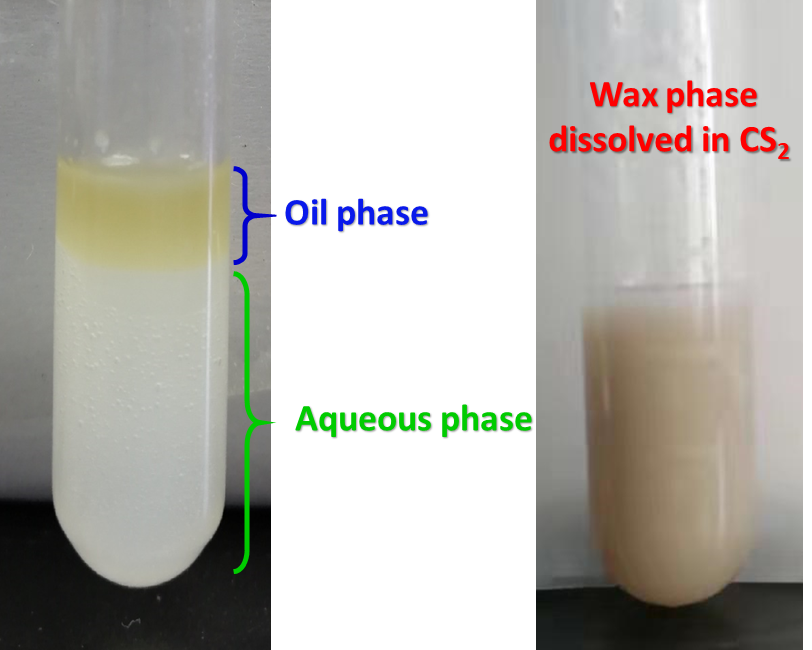 Oil phase
Aqueous phase
Wax phase
dissolved in CS₂